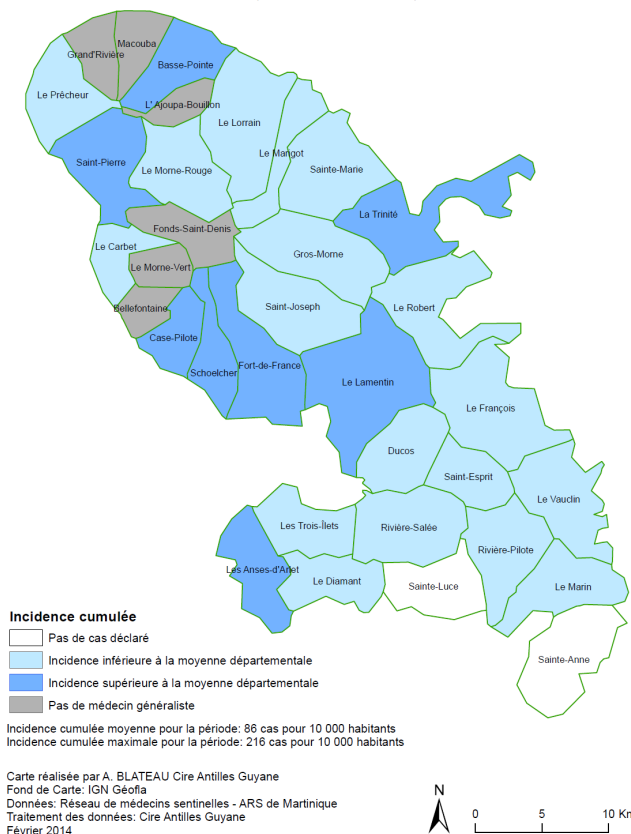 Macouba
Grand'Rivière
Basse-Pointe
Le Prêcheur
L' Ajoupa-Bouillon
Le Lorrain
Le Marigot
Saint-Pierre
Le Morne-Rouge
Sainte-Marie
La Trinité
Fonds-Saint-Denis
Le Carbet
Gros-Morne
Le Morne-Vert
Bellefontaine
Saint-Joseph
Le Robert
Case-Pilote
Schoelcher
Fort-de-France
Le Lamentin
Le François
Ducos
Saint-Esprit
Le Vauclin
Les Trois-Îlets
Rivière-Salée
Rivière-Pilote
Les Anses-d'Arlet
Le Diamant
Sainte-Luce
Le Marin
Sainte-Anne
Incidence cumulée
Pas de cas déclaré
Incidence inférieure à la moyenne départementale
Incidence supérieure à la moyenne départementale
Pas de médecin généraliste
Incidence cumulée moyenne pour la période: 86 cas pour 10 000 habitants
Incidence cumulée maximale pour la période: 216 cas pour 10 000 habitants
Carte réalisée par A. BLATEAU Cire Antilles Guyane
Fond de Carte: IGN Géofla
Données: Réseau de médecins sentinelles - ARS de Martinique
Traitement des données: Cire Antilles Guyane
Février 2014
N
0 5 10 Km